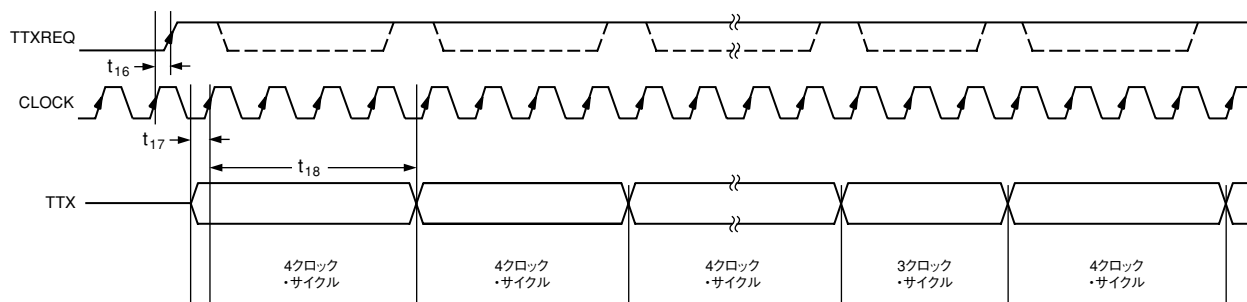 TTXREQ
t16
CLOCK
t17
t18
TTX
4クロック
・サイクル
4クロック
・サイクル
4クロック
・サイクル
3クロック
・サイクル
4クロック
・サイクル